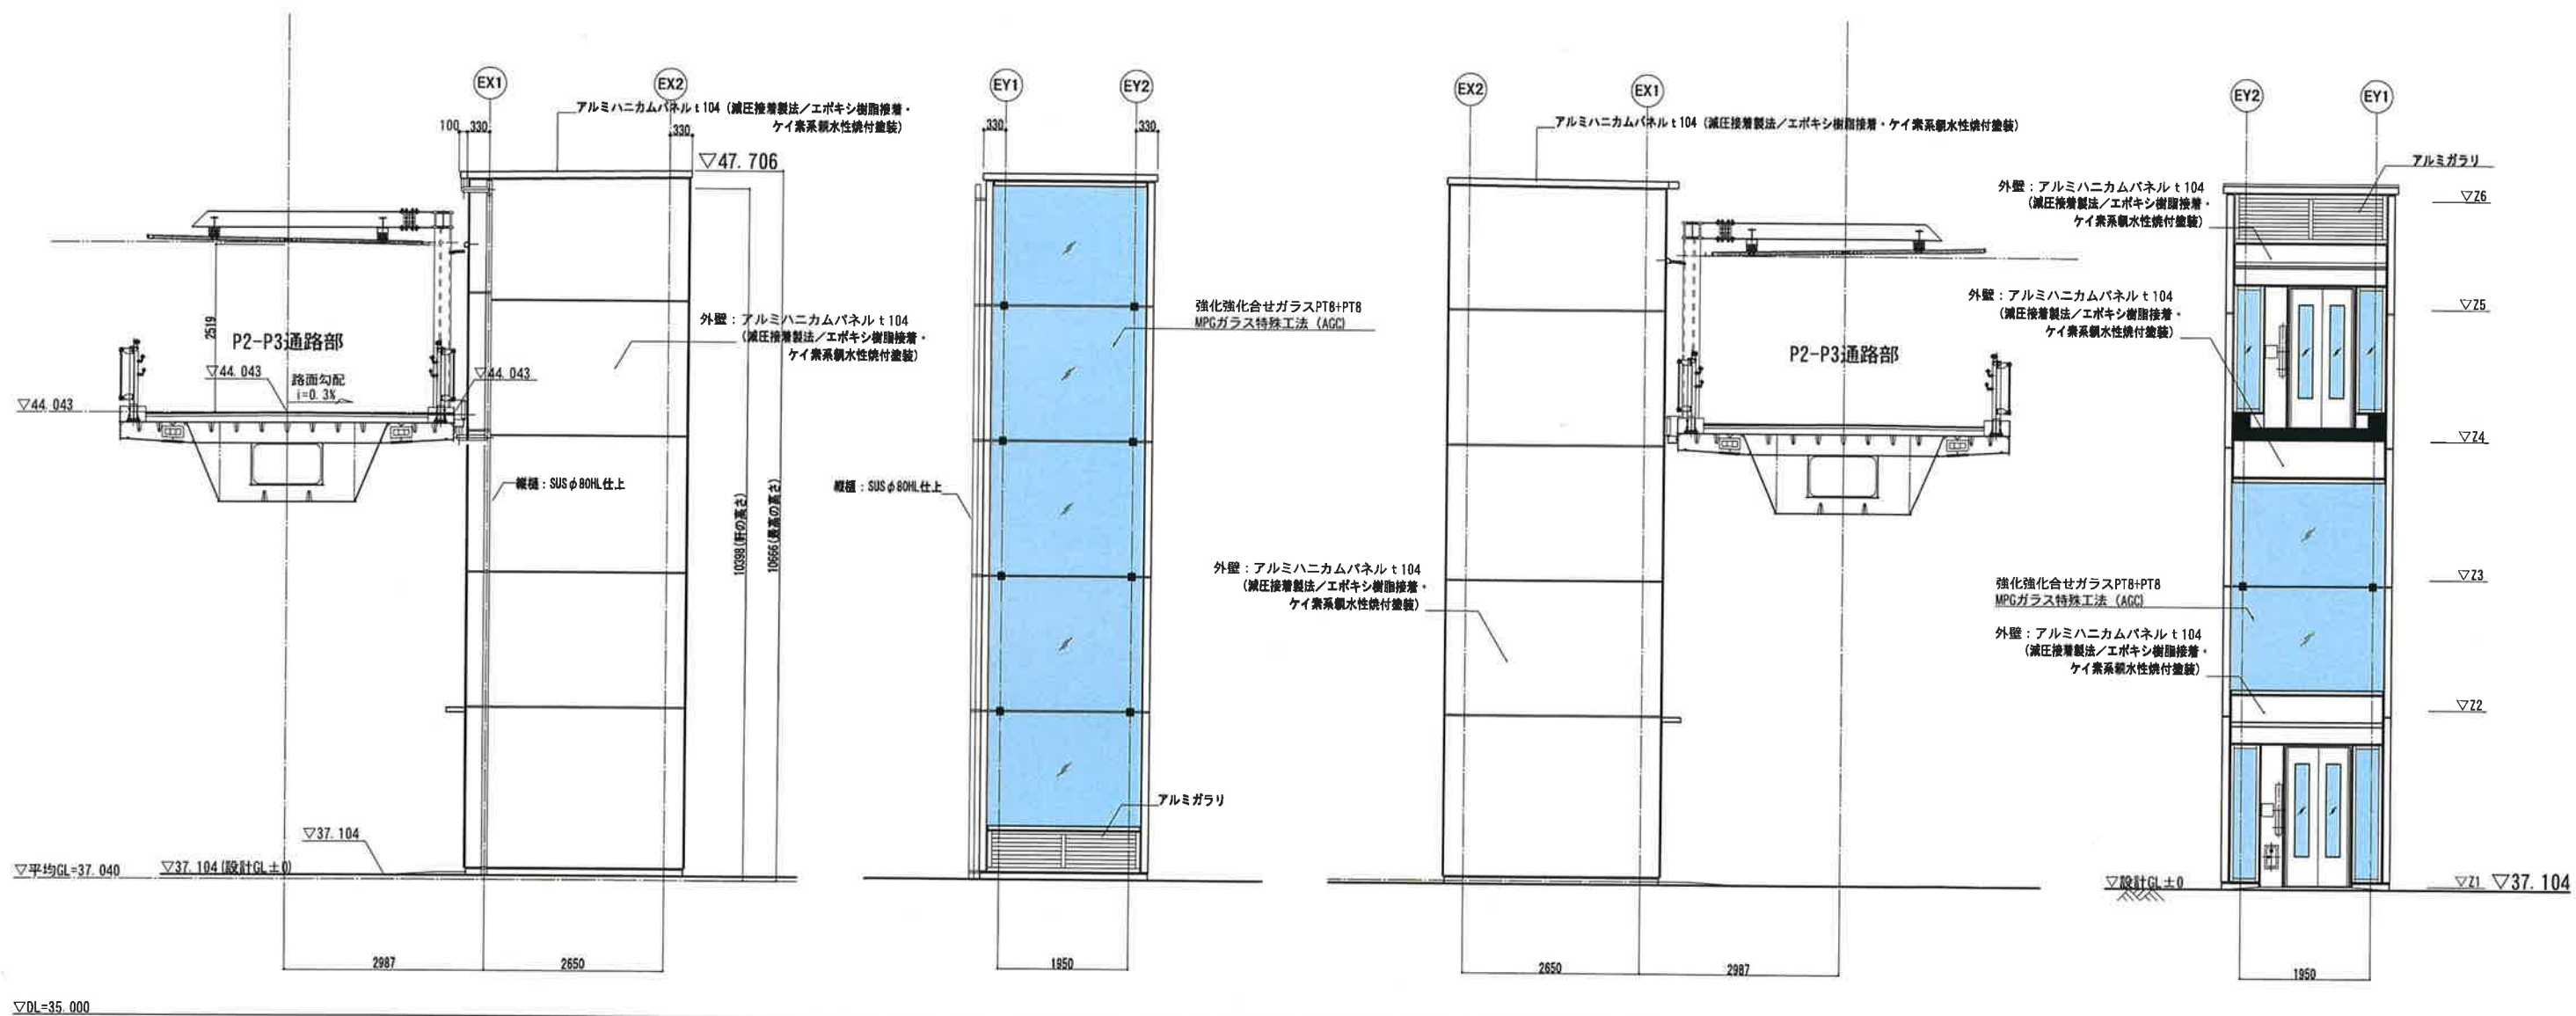 EX1
EX2
アルミハニカムパネル t 104 (減圧接着製法／エポキシ樹脂接着・
ケイ素系親水性焼付塗装)
100
330
330
▽47.706
2519
P2-P3通路部
▽44.043
路面勾配
i=0.3%
▽44.043
▽44.043
外壁：アルミハニカムパネル t 104
(減圧接着製法／エポキシ樹脂接着・
ケイ素系親水性焼付塗装)
縦樋：SUSφ80HL仕上
10398(軒の高さ)
10666(最高の高さ)
▽37.104
▽平均GL=37.040
▽37.104 (設計GL±0)
2987
2650
▽DL=35.000
EY1
EY2
330
330
強化強化合せガラスPT8+PT8
MPGガラス特殊工法 (AGC)
縦樋：SUSφ80HL仕上
アルミガラリ
1950
EX2
EX1
アルミハニカムパネル t 104 (減圧接着製法／エポキシ樹脂接着・ケイ素系親水性焼付塗装)
P2-P3通路部
外壁：アルミハニカムパネル t 104
(減圧接着製法／エポキシ樹脂接着・
ケイ素系親水性焼付塗装)
2650
2987
EY2
EY1
アルミガラリ
外壁：アルミハニカムパネル t 104
(減圧接着製法／エポキシ樹脂接着・
ケイ素系親水性焼付塗装)
▽Z6
外壁：アルミハニカムパネル t 104
(減圧接着製法／エポキシ樹脂接着・
ケイ素系親水性焼付塗装)
▽Z5
▽Z4
▽Z3
強化強化合せガラスPT8+PT8
MPGガラス特殊工法 (AGC)
外壁：アルミハニカムパネル t 104
(減圧接着製法／エポキシ樹脂接着・
ケイ素系親水性焼付塗装)
▽Z2
▽設計GL±0
▽Z1 ▽37.104
1950